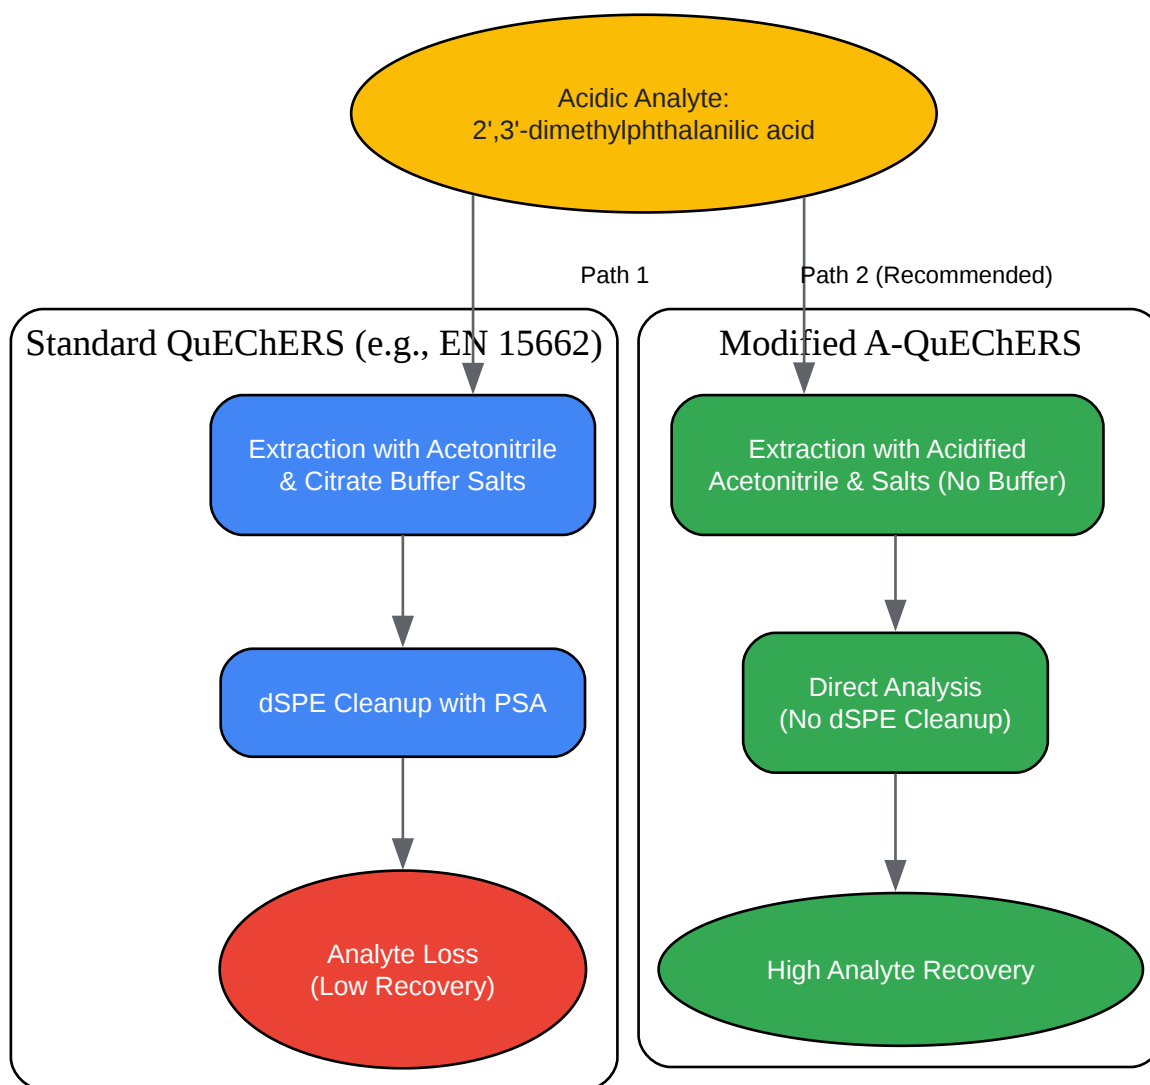 Acidic Analyte:
2',3'-dimethylphthalanilic acid
Path 1
Path 2 (Recommended)
Standard QuEChERS (e.g., EN 15662)
Extraction with Acetonitrile
& Citrate Buffer Salts
dSPE Cleanup with PSA
Analyte Loss
(Low Recovery)
Modified A-QuEChERS
Extraction with Acidified
Acetonitrile & Salts (No Buffer)
Direct Analysis
(No dSPE Cleanup)
High Analyte Recovery